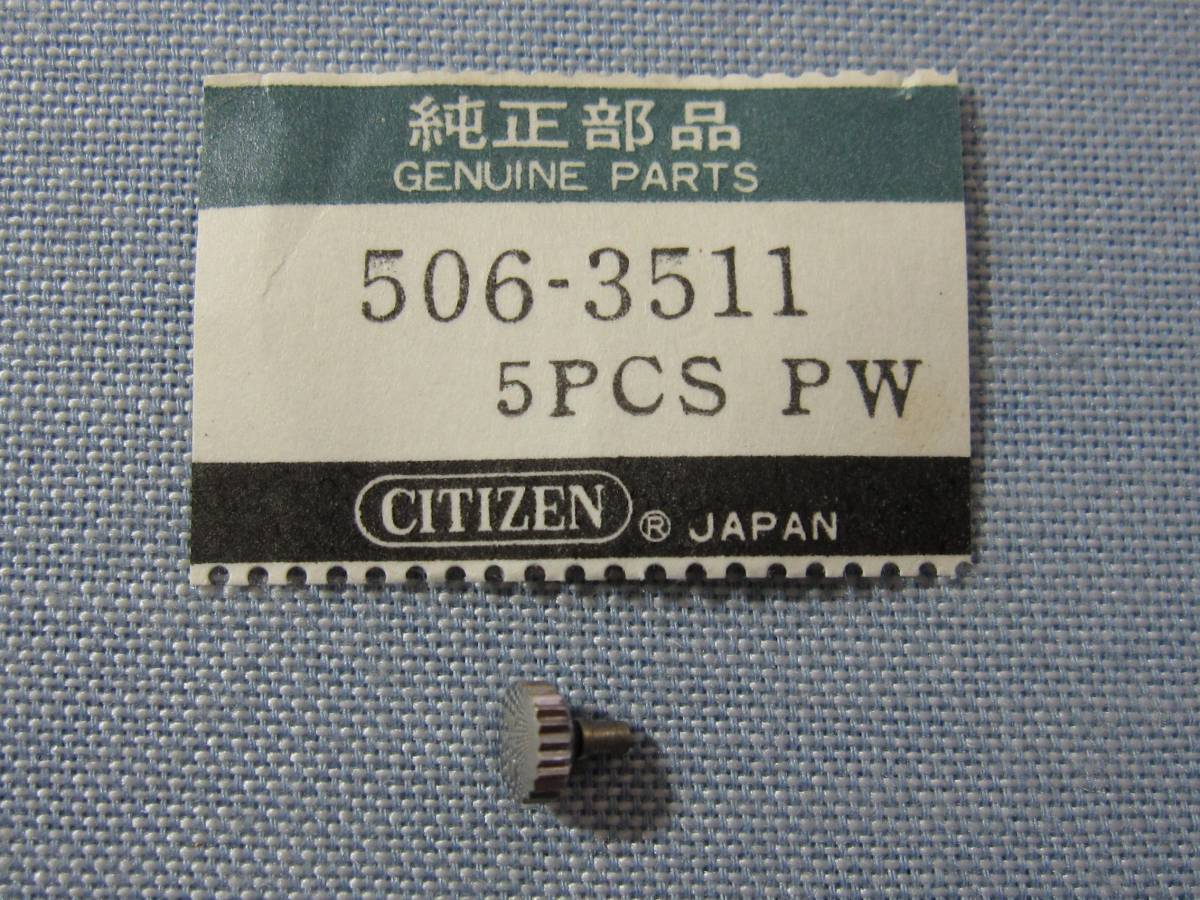 純正部品
GENUINE PARTS
506-3511
5PCS PW
CITIZEN ® JAPAN